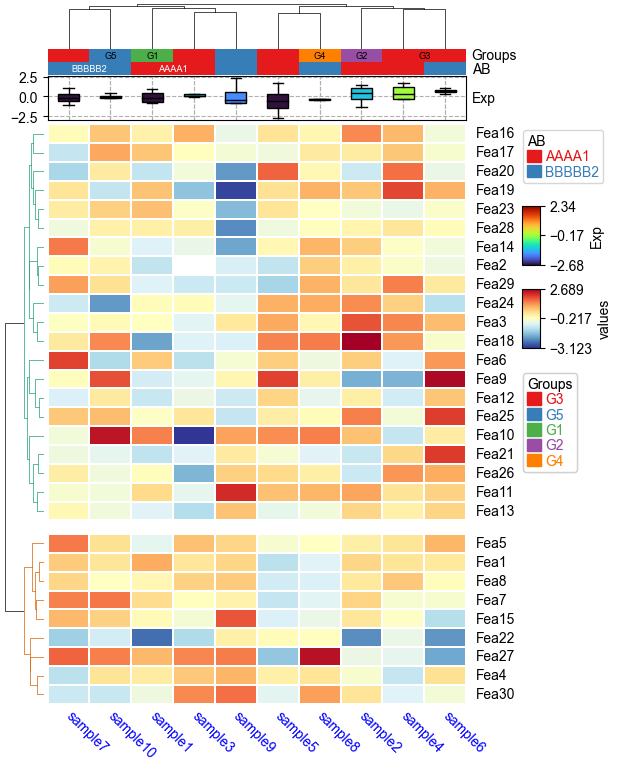 G5 G1 G4 G2 G3 Groups
BBBBB2 AAAA1 AB
2.5
0.0
−2.5
Exp
Fea16
Fea17
Fea20
Fea19
Fea23
Fea28
Fea14
Fea2
Fea29
Fea24
Fea3
Fea18
Fea6
Fea9
Fea12
Fea25
Fea10
Fea21
Fea26
Fea11
Fea13
Fea5
Fea1
Fea8
Fea7
Fea15
Fea22
Fea27
Fea4
Fea30
sample7 sample10 sample1 sample3 sample9 sample5 sample8 sample2 sample4 sample6
AB
AAAA1
BBBBB2
2.34
−0.17
−2.68
Exp
2.689
−0.217
−3.123
values
Groups
G3
G5
G1
G2
G4